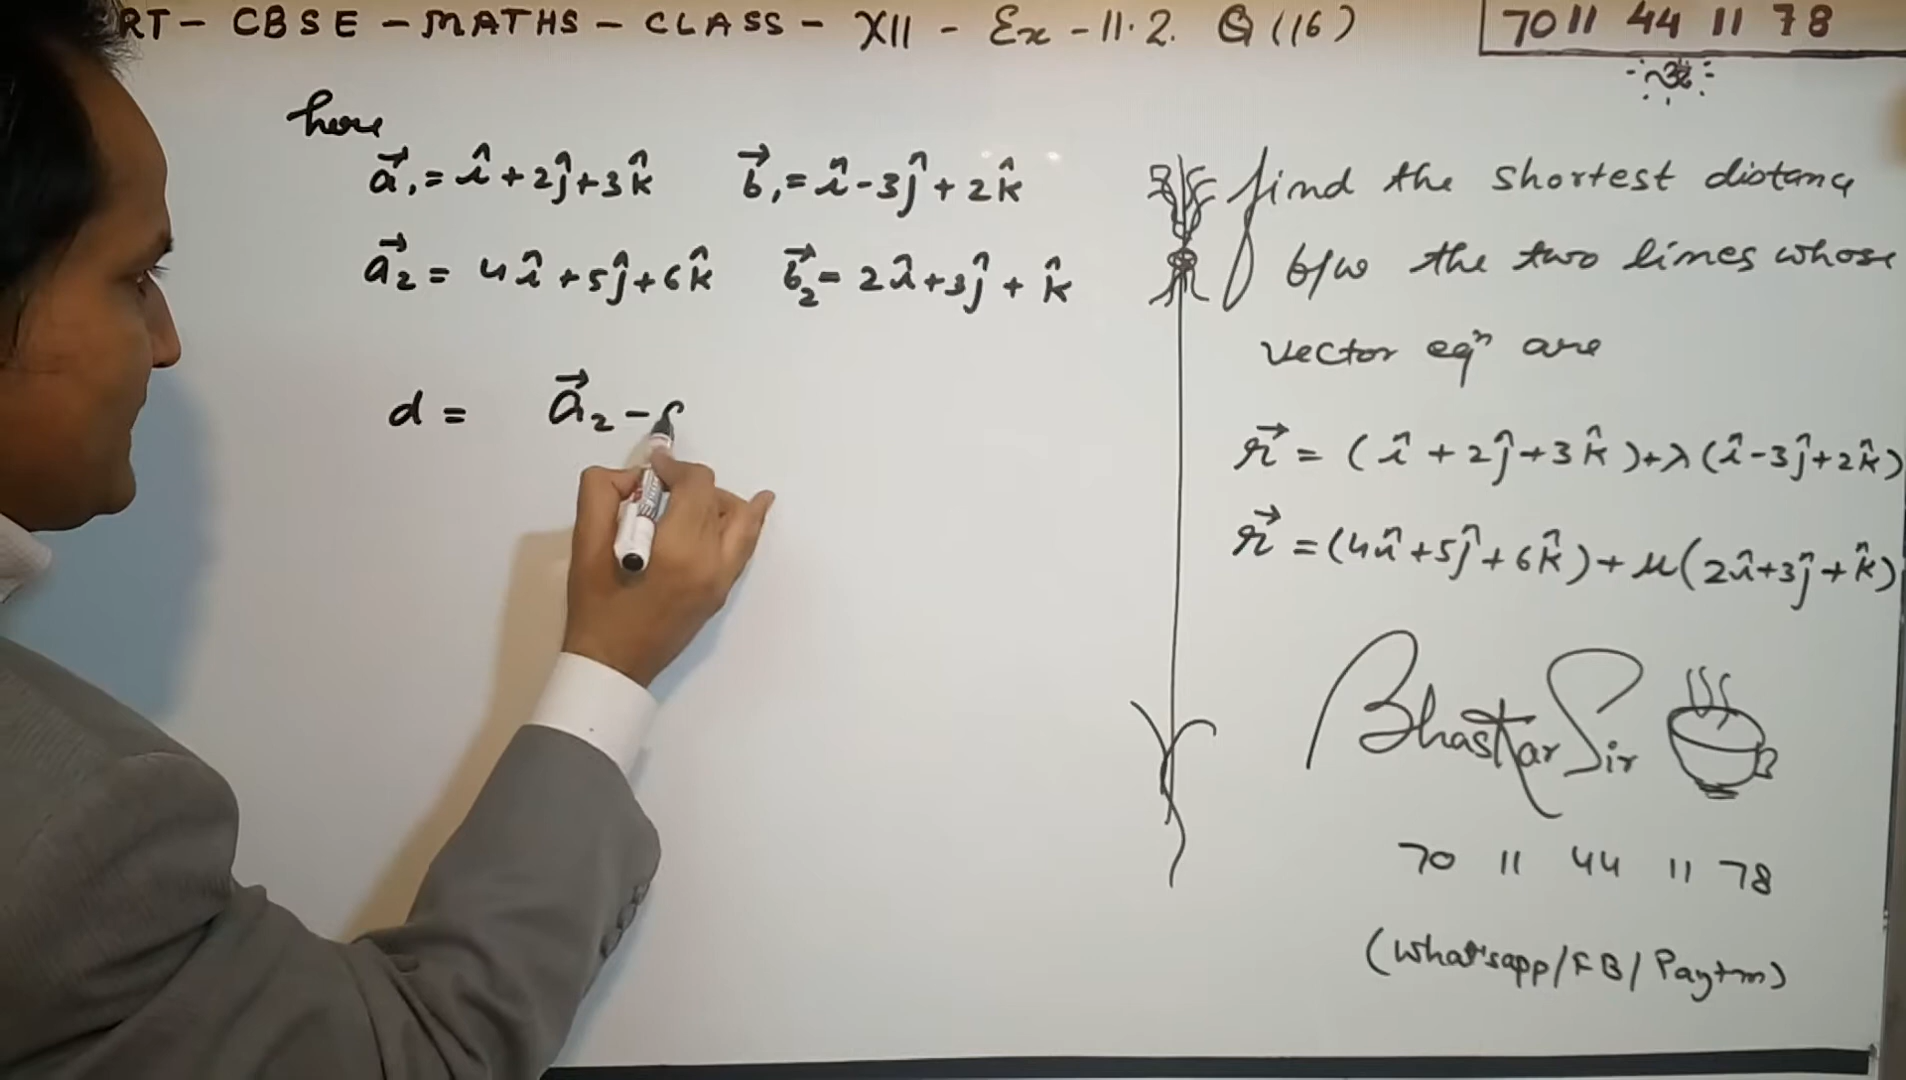 RT - CBSE - MATHS - CLASS - XII - Ex - 11.2. Q (16)
70 11 44 11 78
here
a⃗₁ = î + 2ĵ + 3k̂ b⃗₁ = î - 3ĵ + 2k̂
a⃗₂ = 4î + 5ĵ + 6k̂ b⃗₂ = 2î + 3ĵ + k̂
d = a⃗₂ -
find the shortest distance
b/w the two lines whose
vector eqⁿ are
r⃗ = (î + 2ĵ + 3k̂) + λ(î - 3ĵ + 2k̂)
r⃗ = (4î + 5ĵ + 6k̂) + μ(2î + 3ĵ + k̂)
Bhaskar Sir
70 11 44 11 78
(Whatsapp/FB/Paytm)